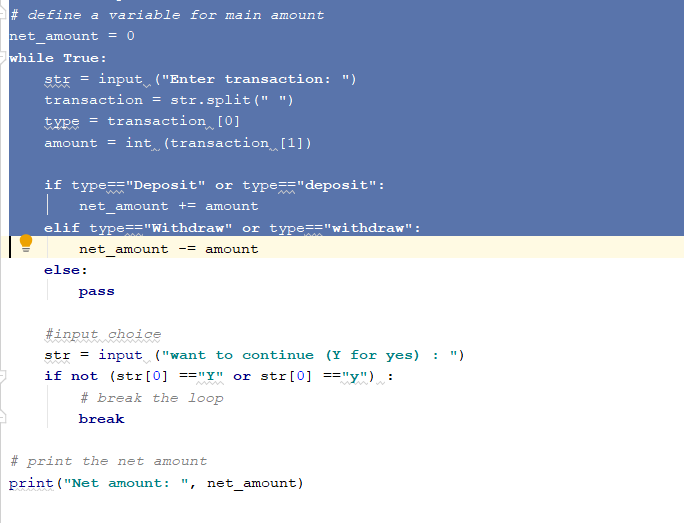 # define a variable for main amount
net_amount = 0
while True:
    str = input ("Enter transaction: ")
    transaction = str.split(" ")
    type = transaction [0]
    amount = int (transaction [1])

    if type=="Deposit" or type=="deposit":
        net_amount += amount
    elif type=="Withdraw" or type=="withdraw":
        net_amount -= amount
    else:
        pass

    #input choice
    str = input ("want to continue (Y for yes) : ")
    if not (str[0] =="Y" or str[0] =="y") :
        # break the loop
        break

# print the net amount
print("Net amount: ", net_amount)